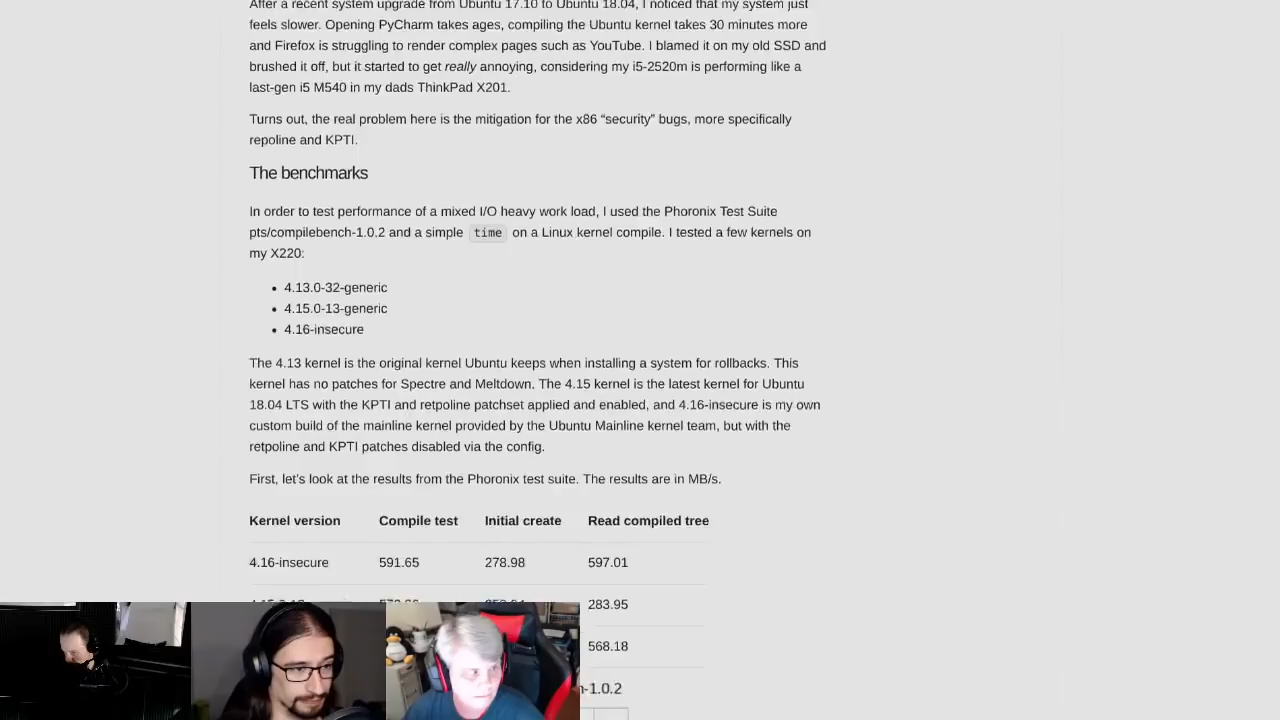 After a recent system upgrade from Ubuntu 17.10 to Ubuntu 18.04, I noticed that my system just
feels slower. Opening PyCharm takes ages, compiling the Ubuntu kernel takes 30 minutes more
and Firefox is struggling to render complex pages such as YouTube. I blamed it on my old SSD and
brushed it off, but it started to get really annoying, considering my i5-2520m is performing like a
last-gen i5 M540 in my dads ThinkPad X201.
Turns out, the real problem here is the mitigation for the x86 “security” bugs, more specifically
repoline and KPTI.
The benchmarks
In order to test performance of a mixed I/O heavy work load, I used the Phoronix Test Suite
pts/compilebench-1.0.2 and a simple time on a Linux kernel compile. I tested a few kernels on
my X220:
• 4.13.0-32-generic
• 4.15.0-13-generic
• 4.16-insecure
The 4.13 kernel is the original kernel Ubuntu keeps when installing a system for rollbacks. This
kernel has no patches for Spectre and Meltdown. The 4.15 kernel is the latest kernel for Ubuntu
18.04 LTS with the KPTI and retpoline patchset applied and enabled, and 4.16-insecure is my own
custom build of the mainline kernel provided by the Ubuntu Mainline kernel team, but with the
retpoline and KPTI patches disabled via the config.
First, let’s look at the results from the Phoronix test suite. The results are in MB/s.
Kernel version Compile test Initial create Read compiled tree
4.16-insecure 591.65 278.98 597.01
283.95
568.18
-1.0.2